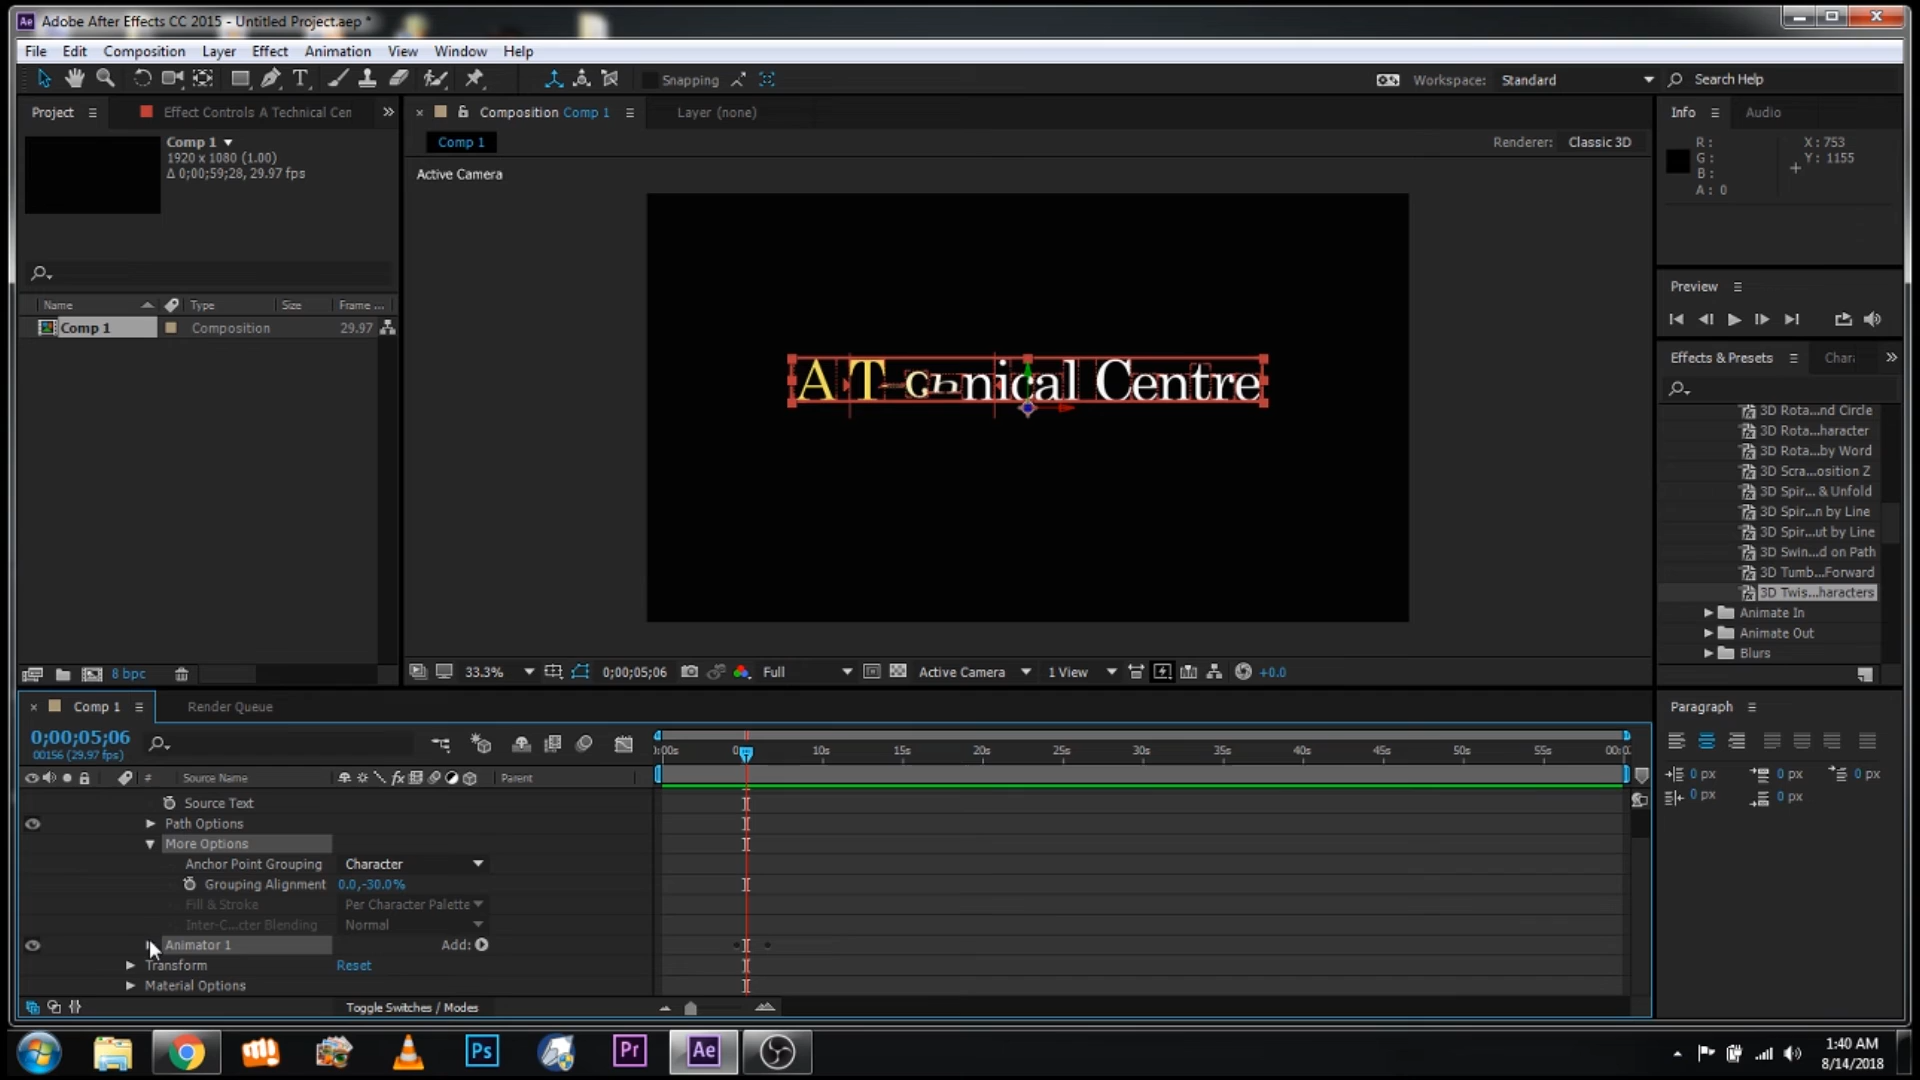 Adobe After Effects CC 2015 - Untitled Project.aep *
File Edit Composition Layer Effect Animation View Window Help
Snapping
Workspace: Standard
Search Help
Project
Effect Controls A Technical Cen
Composition Comp 1
Layer (none)
Info
Audio
Comp 1
1920 x 1080 (1.00)
Δ 0;00;59;28, 29.97 fps
Comp 1
Renderer: Classic 3D
R :
G :
B :
A : 0
X : 753
Y : 1155
Active Camera
A T chnical Centre
Name Type Size Frame ...
Comp 1 Composition 29.97
Preview
Effects & Presets
Chara
3D Rota...nd Circle
3D Rota...haracter
3D Rota...by Word
3D Scra...osition Z
3D Spir... & Unfold
3D Spir...n by Line
3D Spir...ut by Line
3D Swin...d on Path
3D Tumb...Forward
3D Twis...haracters
Animate In
Animate Out
Blurs
8 bpc
33.3% 0;00;05;06 Full Active Camera 1 View +0.0
Comp 1
Render Queue
0;00;05;06
00156 (29.97 fps)
:00s 10s 15s 20s 25s 30s 35s 40s 45s 50s 55s 00:
# Source Name Parent
Source Text
Path Options
More Options
Anchor Point Grouping Character
Grouping Alignment 0.0,-30.0%
Fill & Stroke Per Character Palette
Inter-C...cter Blending Normal
Animator 1 Add:
Transform Reset
Material Options
Toggle Switches / Modes
Paragraph
0 px 0 px 0 px
0 px 0 px
Ps
Pr
Ae
1:40 AM
8/14/2018